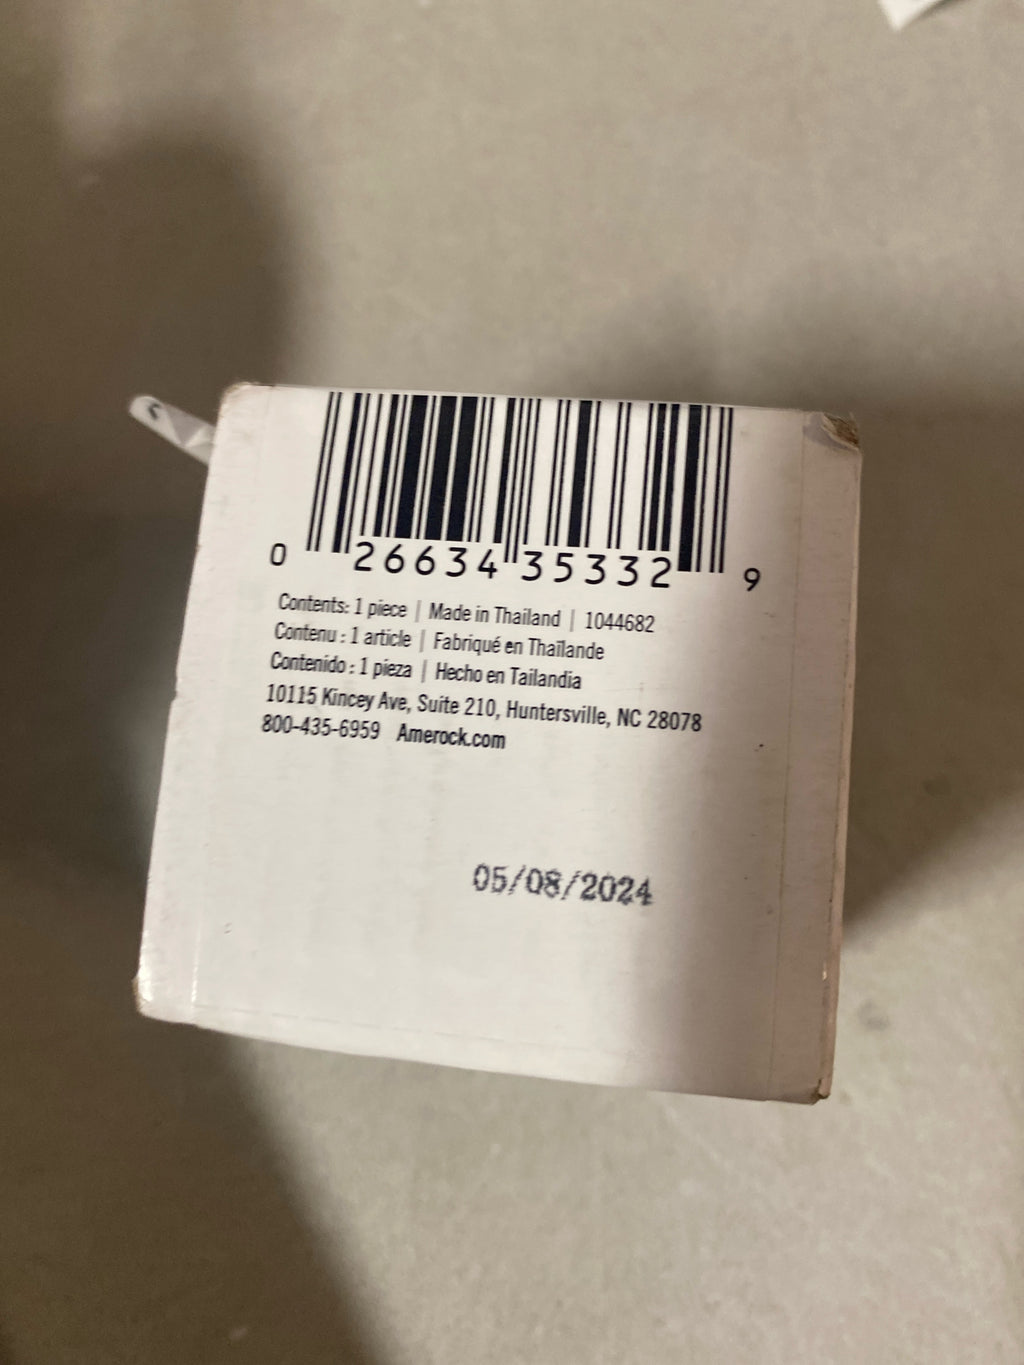 0 26634 35332 9
Contents: 1 piece | Made in Thailand | 1044682
Contenu : 1 article | Fabriqué en Thaïlande
Contenido : 1 pieza | Hecho en Tailandia
10115 Kincey Ave, Suite 210, Huntersville, NC 28078
800-435-6959 Amerock.com
05/08/2024